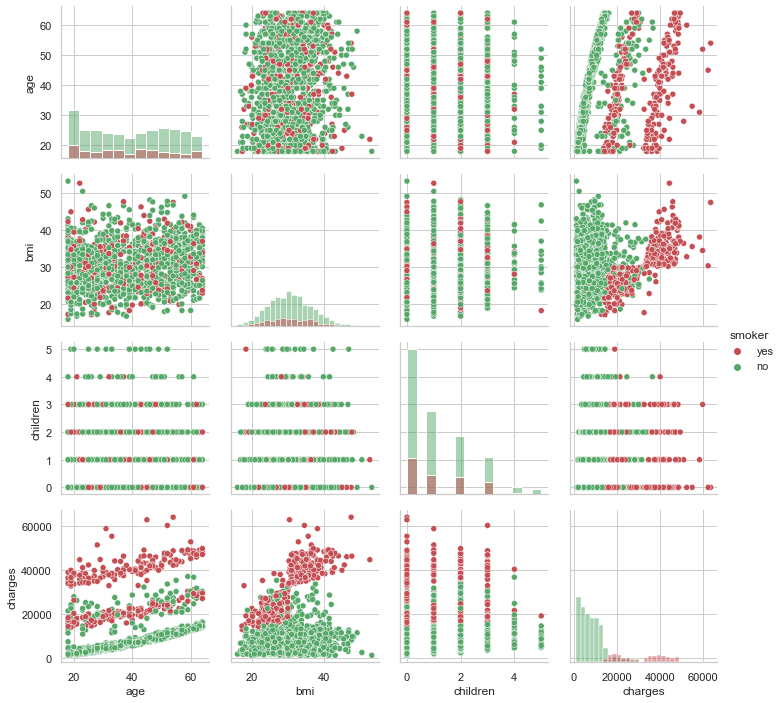 60
50
age
40
30
20
50
40
bmi
30
20
smoker
yes
no
5
4
3
children
2
1
0
60000
40000
charges
20000
0
20 40 60
20 40
0 2 4
0 20000 40000 60000
age bmi children charges